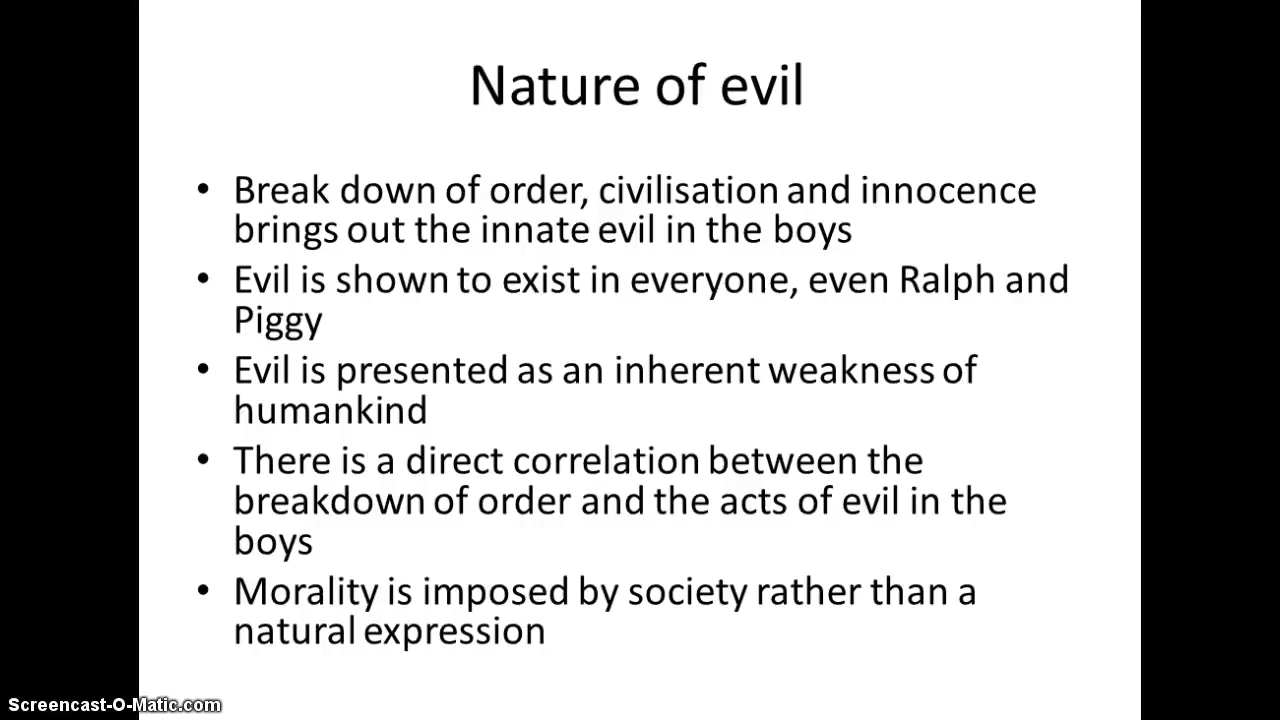 Nature of evil
• Break down of order, civilisation and innocence
brings out the innate evil in the boys
• Evil is shown to exist in everyone, even Ralph and
Piggy
• Evil is presented as an inherent weakness of
humankind
• There is a direct correlation between the
breakdown of order and the acts of evil in the
boys
• Morality is imposed by society rather than a
natural expression
Screencast-O-Matic.com